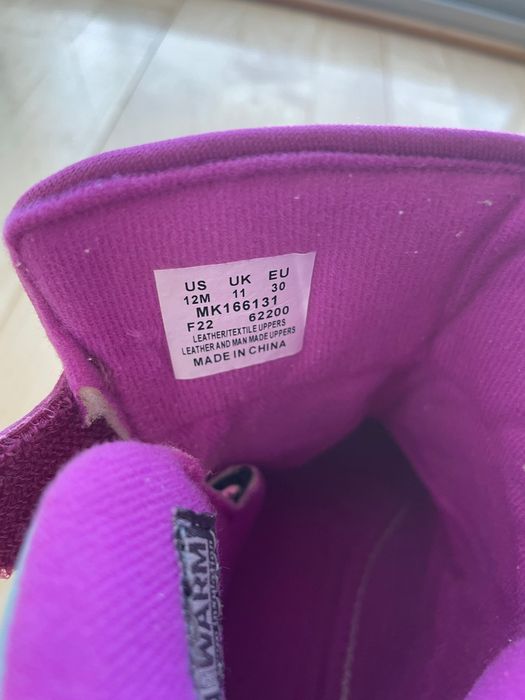 US UK EU
12M 11 30
MK166131
F22 62200
LEATHER/TEXTILE UPPERS
LEATHER AND MAN MADE UPPERS
MADE IN CHINA
WARM